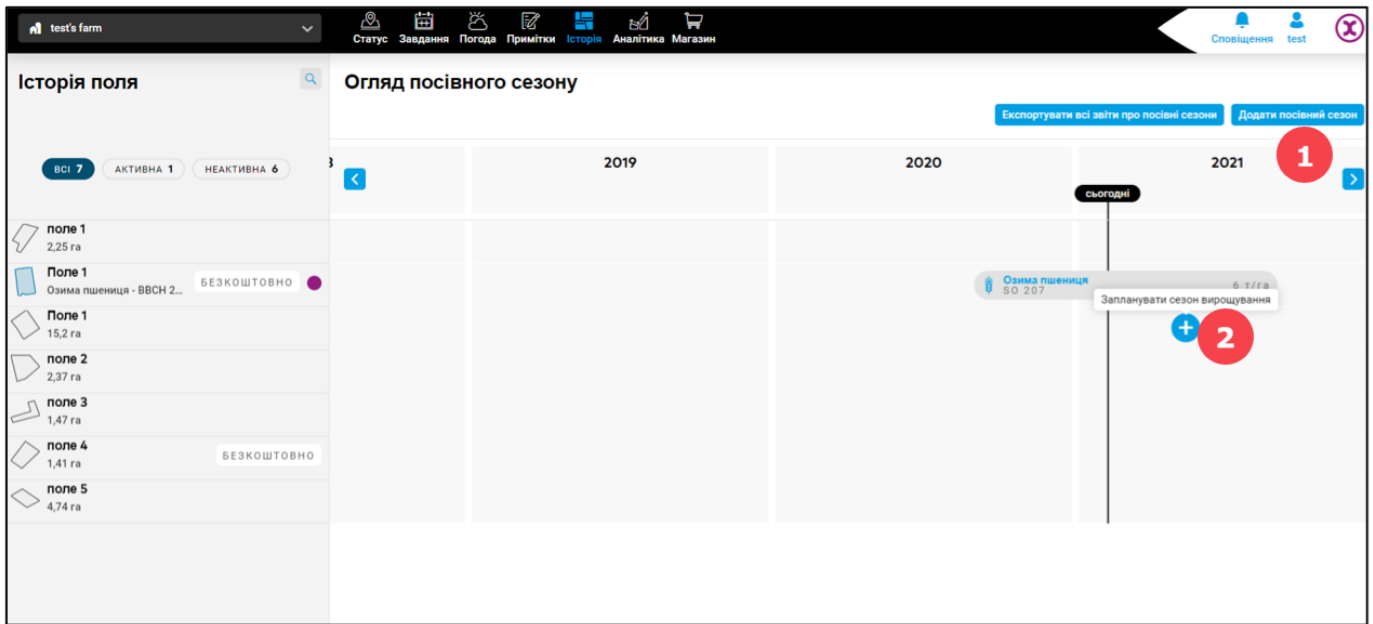 test's farm
Статус Завдання Погода Примітки Історія Аналітика Магазин
Сповіщення test
Історія поля
Огляд посівного сезону
Експортувати всі звіти про посівні сезони Додати посівний сезон
ВСІ 7 АКТИВНА 1 НЕАКТИВНА 6
2019 2020 2021
1
сьогодні
поле 1
2,25 га
Поле 1
Озима пшениця - BBCH 2...
БЕЗКОШТОВНО
Озима пшениця
SO 207
6 т/га
Запланувати сезон вирощування
2
Поле 1
15,2 га
поле 2
2,37 га
поле 3
1,47 га
поле 4
1,41 га
БЕЗКОШТОВНО
поле 5
4,74 га